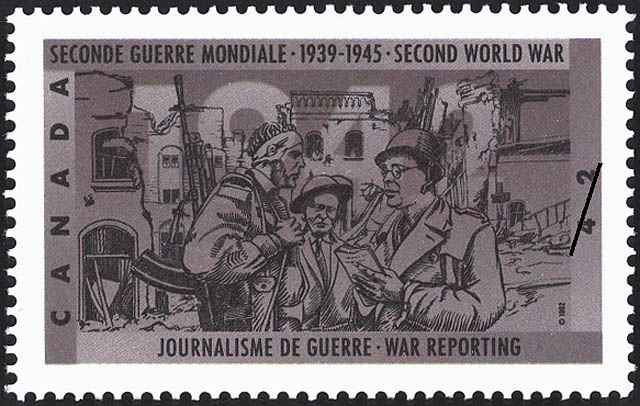 SECONDE GUERRE MONDIALE · 1939-1945 · SECOND WORLD WAR
CANADA
42
© 1992
JOURNALISME DE GUERRE · WAR REPORTING